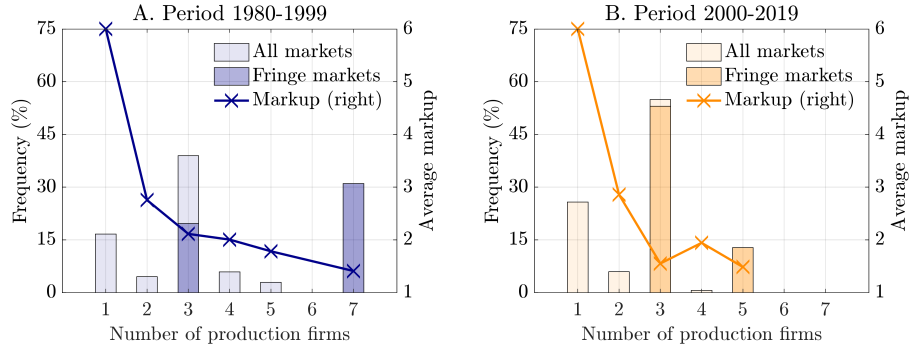 A. Period 1980-1999
75
60
45
30
15
0
Frequency (%)
6
5
4
3
2
1
Average markup
All markets
Fringe markets
Markup (right)
1 2 3 4 5 6 7
Number of production firms
B. Period 2000-2019
75
60
45
30
15
0
Frequency (%)
6
5
4
3
2
1
Average markup
All markets
Fringe markets
Markup (right)
1 2 3 4 5 6 7
Number of production firms